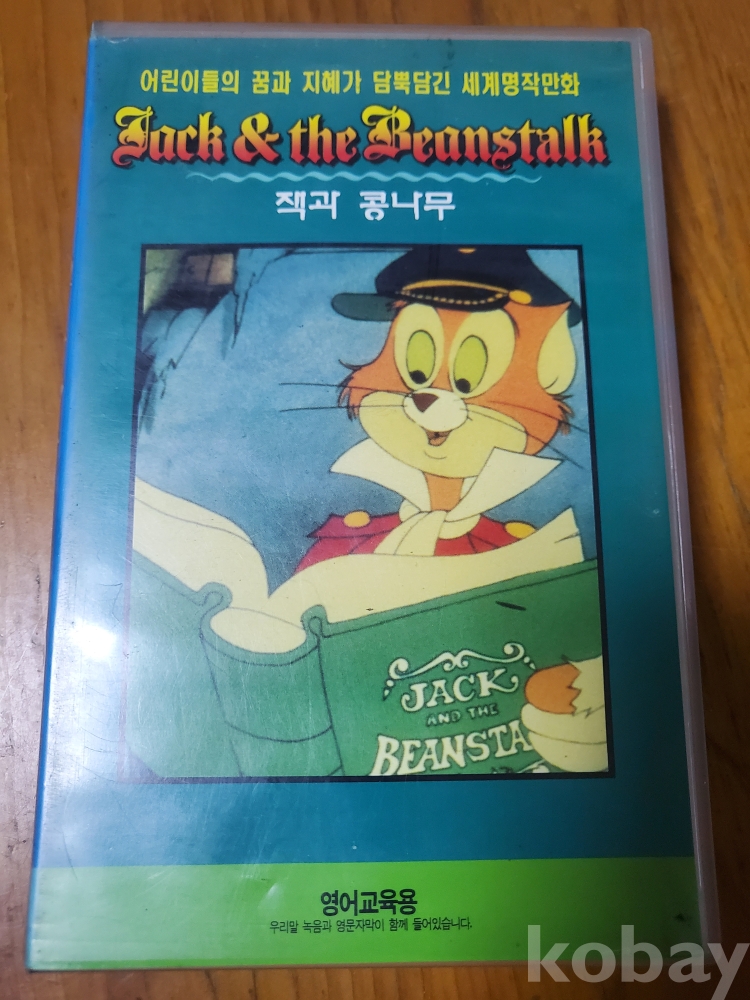 어린이들의 꿈과 지혜가 담뿍담긴 세계명작만화
Jack & the Beanstalk
잭과 콩나무
JACK
AND THE
BEANSTA
영어교육용
우리말 녹음과 영문자막이 함께 들어있습니다.
kobay